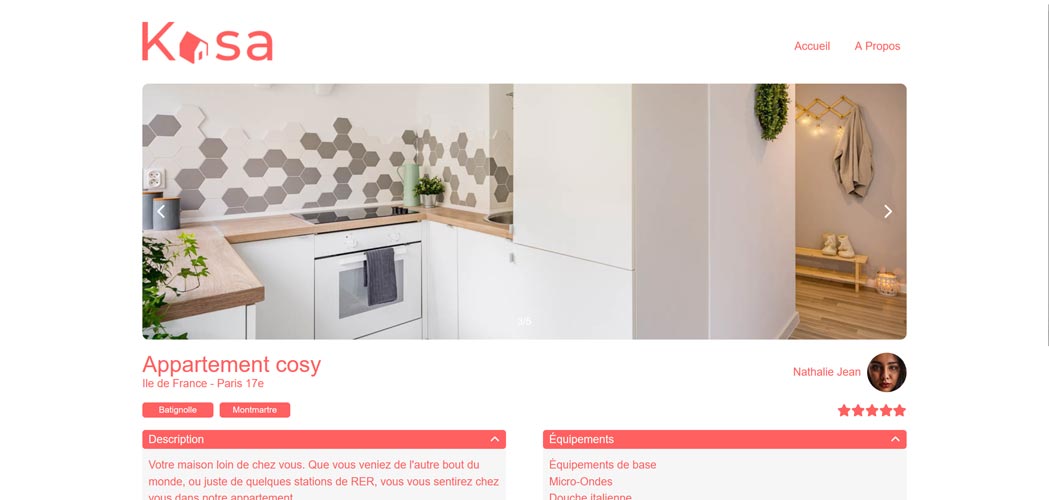 Kasa
Accueil
A Propos
3/5
Appartement cosy
Ile de France - Paris 17e
Nathalie Jean
Batignolle
Montmartre
Description
Votre maison loin de chez vous. Que vous veniez de l'autre bout du
monde, ou juste de quelques stations de RER, vous vous sentirez chez
vous dans notre appartement.
Équipements
Équipements de base
Micro-Ondes
Douche italienne